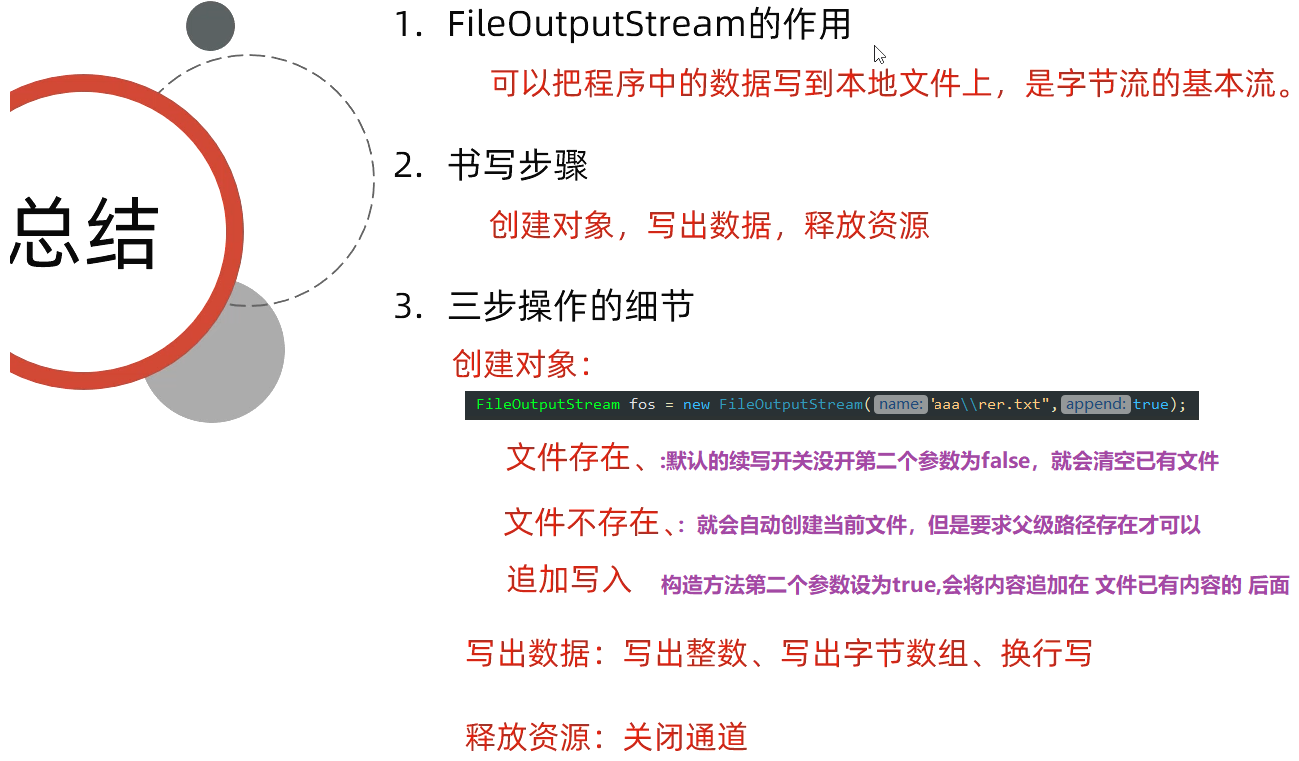 总结
1. FileOutputStream的作用
可以把程序中的数据写到本地文件上，是字节流的基本流。
2. 书写步骤
创建对象，写出数据，释放资源
3. 三步操作的细节
创建对象：
FileOutputStream fos = new FileOutputStream( name: "aaa\\rer.txt", append: true);
文件存在、:默认的续写开关没开第二个参数为false，就会清空已有文件
文件不存在、：就会自动创建当前文件，但是要求父级路径存在才可以
追加写入 构造方法第二个参数设为true,会将内容追加在 文件已有内容的 后面
写出数据：写出整数、写出字节数组、换行写
释放资源：关闭通道